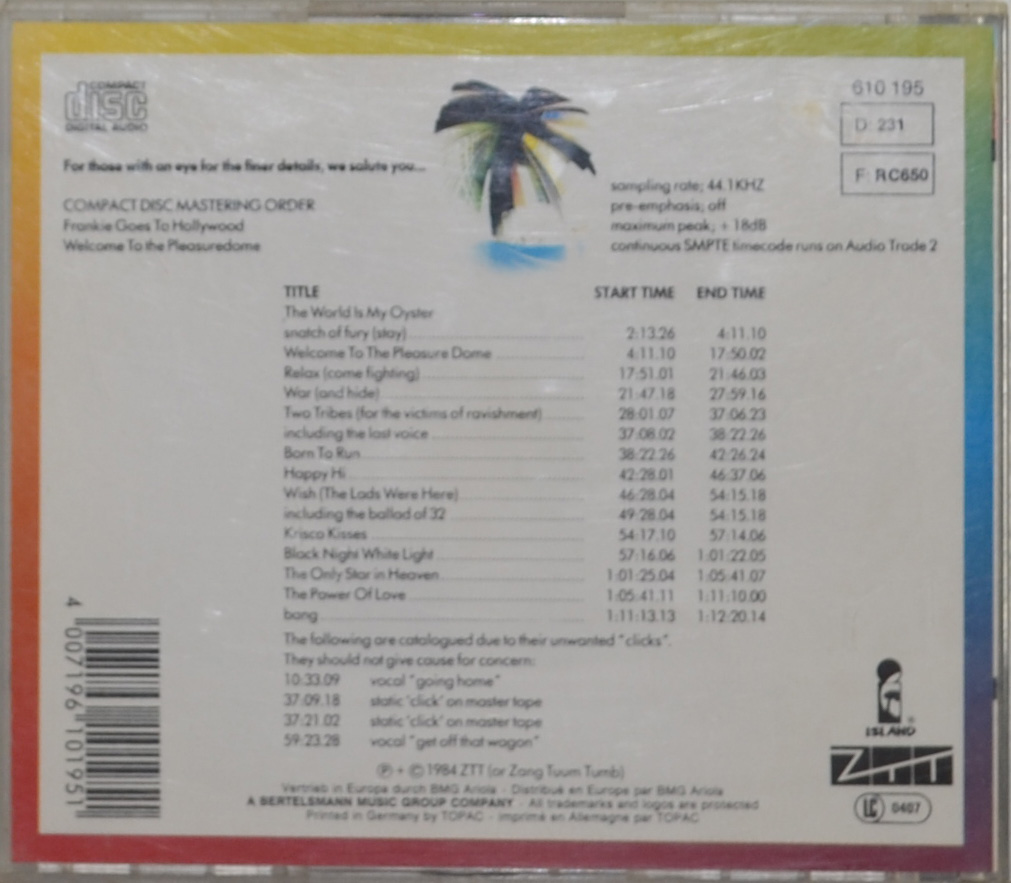 COMPACT
disc
DIGITAL AUDIO
610 195
D: 231
F: RC650
For those with an eye for the finer details, we salute you...
COMPACT DISC MASTERING ORDER
Frankie Goes To Hollywood
Welcome To the Pleasuredome
sampling rate; 44.1KHZ
pre-emphasis; off
maximum peak; + 18dB
continuous SMPTE timecode runs on Audio Trade 2
TITLE START TIME END TIME
The World Is My Oyster
snatch of fury (stay) 2:13.26 4:11.10
Welcome To The Pleasure Dome 4:11.10 17:50.02
Relax (come fighting) 17:51.01 21:46.03
War (and hide) 21:47.18 27:59.16
Two Tribes (for the victims of ravishment) 28:01.07 37:06.23
including the last voice 37:08.02 38:22.26
Born To Run 38:22.26 42:26.24
Happy Hi 42:28.01 46:37.06
Wish (The Lads Were Here) 46:28.04 54:15.18
including the ballad of 32 49:28.04 54:15.18
Krisco Kisses 54:17.10 57:14.06
Black Night White Light 57:16.06 1:01:22.05
The Only Star in Heaven 1:01:25.04 1:05:41.07
The Power Of Love 1:05:41.11 1:11:10.00
bang 1:11:13.13 1:12:20.14
The following are catalogued due to their unwanted "clicks".
They should not give cause for concern:
10:33.09 vocal "going home"
37:09.18 static 'click' on master tape
37:21.02 static 'click' on master tape
59:23.28 vocal "get off that wagon"
℗ + © 1984 ZTT (or Zang Tuum Tumb)
Vertrieb in Europa durch BMG Ariola · Distribué en Europe par BMG Ariola
A BERTELSMANN MUSIC GROUP COMPANY · All trademarks and logos are protected
Printed in Germany by TOPAC · Imprimé en Allemagne par TOPAC
4 007196 101951
ISLAND®
ZTT
LC 0407